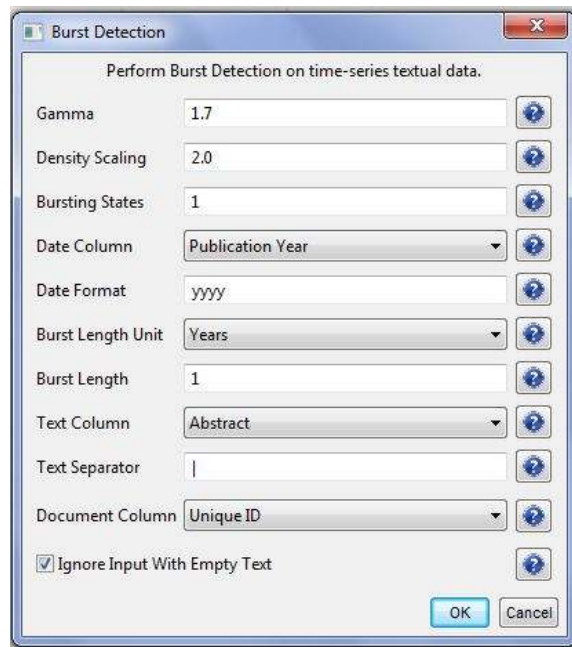 Burst Detection
Perform Burst Detection on time-series textual data.
Gamma 1.7
Density Scaling 2.0
Bursting States 1
Date Column Publication Year
Date Format yyyy
Burst Length Unit Years
Burst Length 1
Text Column Abstract
Text Separator |
Document Column Unique ID
Ignore Input With Empty Text
OK Cancel